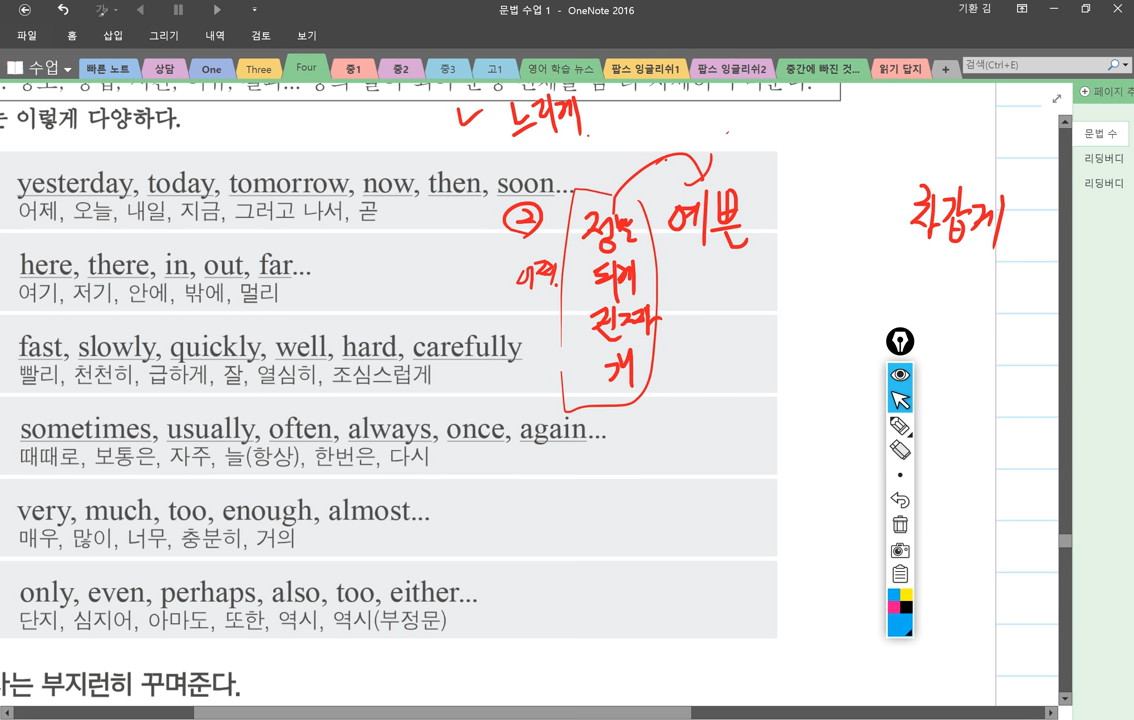 문법 수업 1 - OneNote 2016
기환 김
파일 홈 삽입 그리기 내역 검토 보기
수업 빠른 노트 상담 One Three Four 중1 중2 중3 고1 영어 학습 뉴스 팝스 잉글리쉬1 팝스 잉글리쉬2 중간에 빠진 것... 읽기 답지 + 검색(Ctrl+E)
페이지 추
문법 수
리딩버디
리딩버디
는 이렇게 다양하다.
느리게
yesterday, today, tomorrow, now, then, soon...
어제, 오늘, 내일, 지금, 그러고 나서, 곧
② 정말 예쁜
차갑게
here, there, in, out, far...
여기, 저기, 안에, 밖에, 멀리
되게
진짜
fast, slowly, quickly, well, hard, carefully
빨리, 천천히, 급하게, 잘, 열심히, 조심스럽게
개
sometimes, usually, often, always, once, again...
때때로, 보통은, 자주, 늘(항상), 한번은, 다시
very, much, too, enough, almost...
매우, 많이, 너무, 충분히, 거의
only, even, perhaps, also, too, either...
단지, 심지어, 아마도, 또한, 역시, 역시(부정문)
사는 부지런히 꾸며준다.